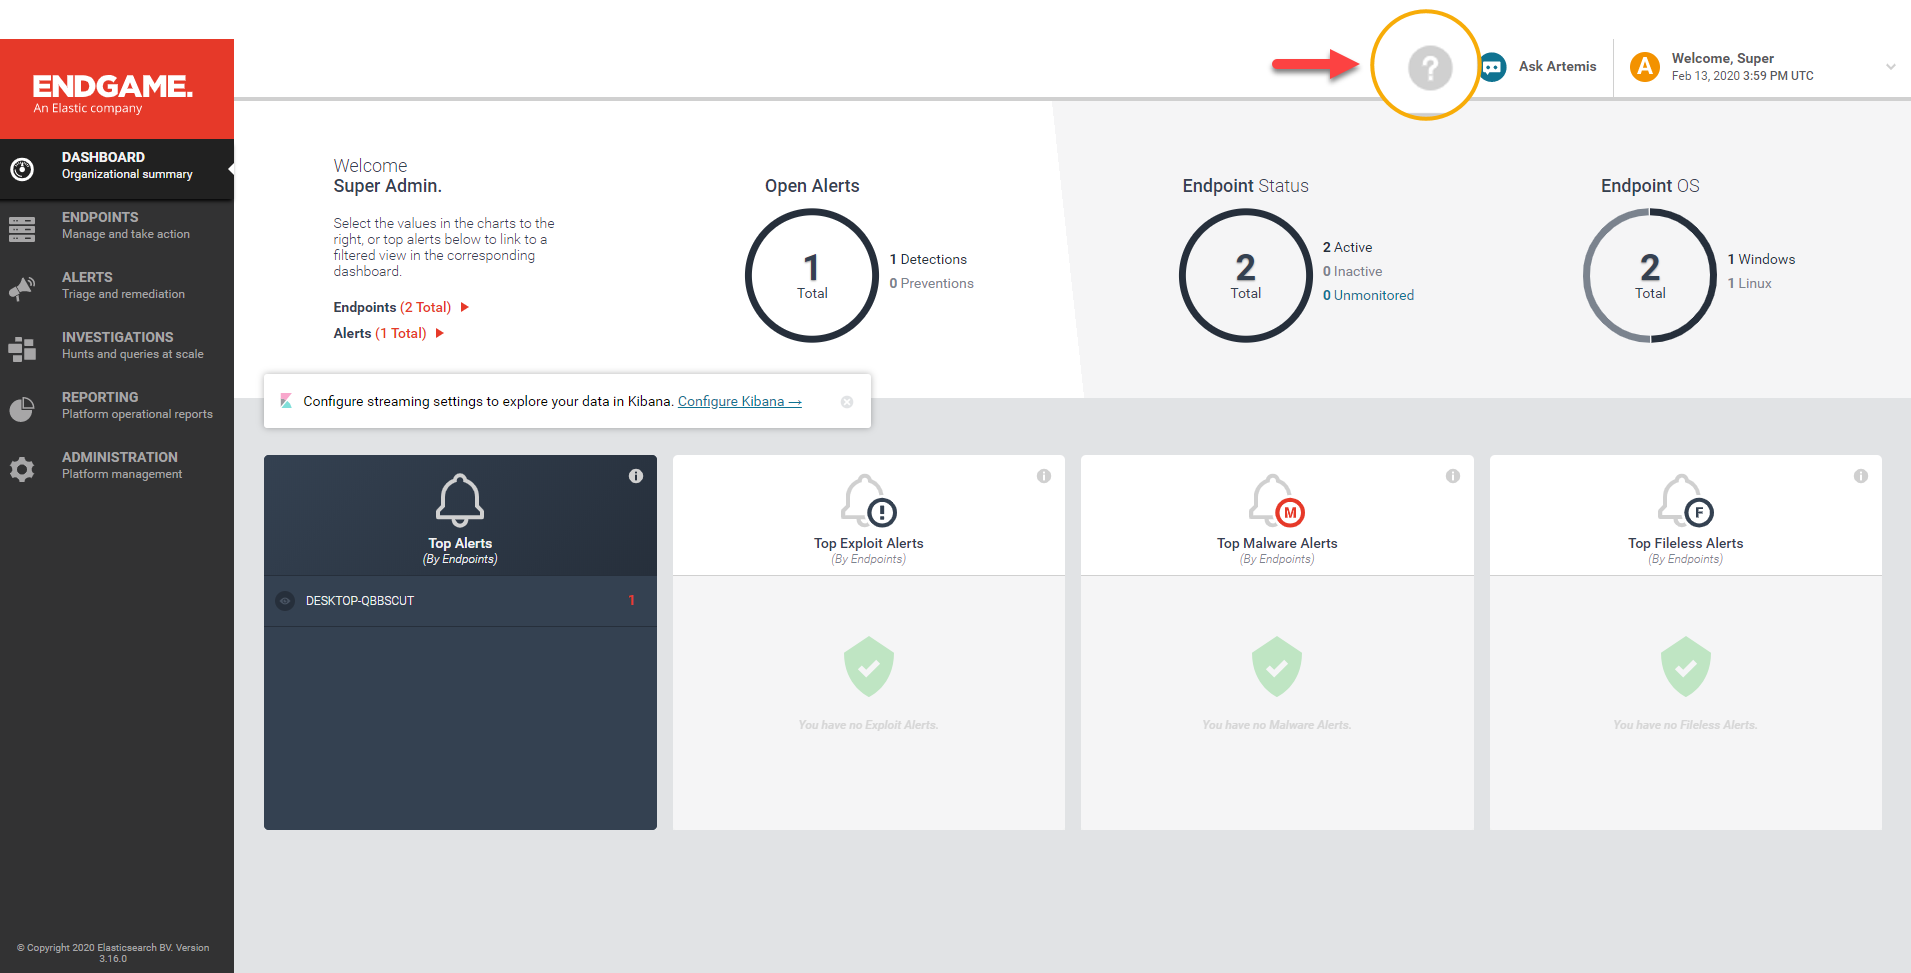 ENDGAME.
An Elastic company
DASHBOARD
Organizational summary
ENDPOINTS
Manage and take action
ALERTS
Triage and remediation
INVESTIGATIONS
Hunts and queries at scale
REPORTING
Platform operational reports
ADMINISTRATION
Platform management
© Copyright 2020 Elasticsearch BV. Version
3.16.0
?
Ask Artemis
A
Welcome, Super
Feb 13, 2020 3:59 PM UTC
Welcome
Super Admin.
Select the values in the charts to the
right, or top alerts below to link to a
filtered view in the corresponding
dashboard.
Endpoints (2 Total)
Alerts (1 Total)
Open Alerts
1
Total
1 Detections
0 Preventions
Endpoint Status
2
Total
2 Active
0 Inactive
0 Unmonitored
Endpoint OS
2
Total
1 Windows
1 Linux
Configure streaming settings to explore your data in Kibana. Configure Kibana →
Top Alerts
(By Endpoints)
DESKTOP-QBBSCUT 1
!
Top Exploit Alerts
(By Endpoints)
You have no Exploit Alerts.
M
Top Malware Alerts
(By Endpoints)
You have no Malware Alerts.
F
Top Fileless Alerts
(By Endpoints)
You have no Fileless Alerts.